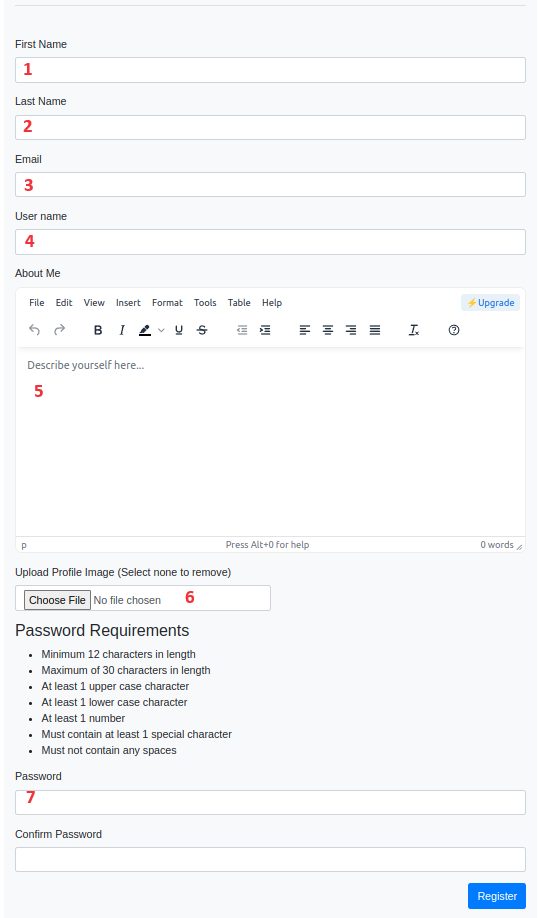 First Name
1
Last Name
2
Email
3
User name
4
About Me
File Edit View Insert Format Tools Table Help ⚡Upgrade
B I U S
Describe yourself here...
5
p Press Alt+0 for help 0 words
Upload Profile Image (Select none to remove)
Choose File No file chosen 6
Password Requirements
• Minimum 12 characters in length
• Maximum of 30 characters in length
• At least 1 upper case character
• At least 1 lower case character
• At least 1 number
• Must contain at least 1 special character
• Must not contain any spaces
Password
7
Confirm Password
Register